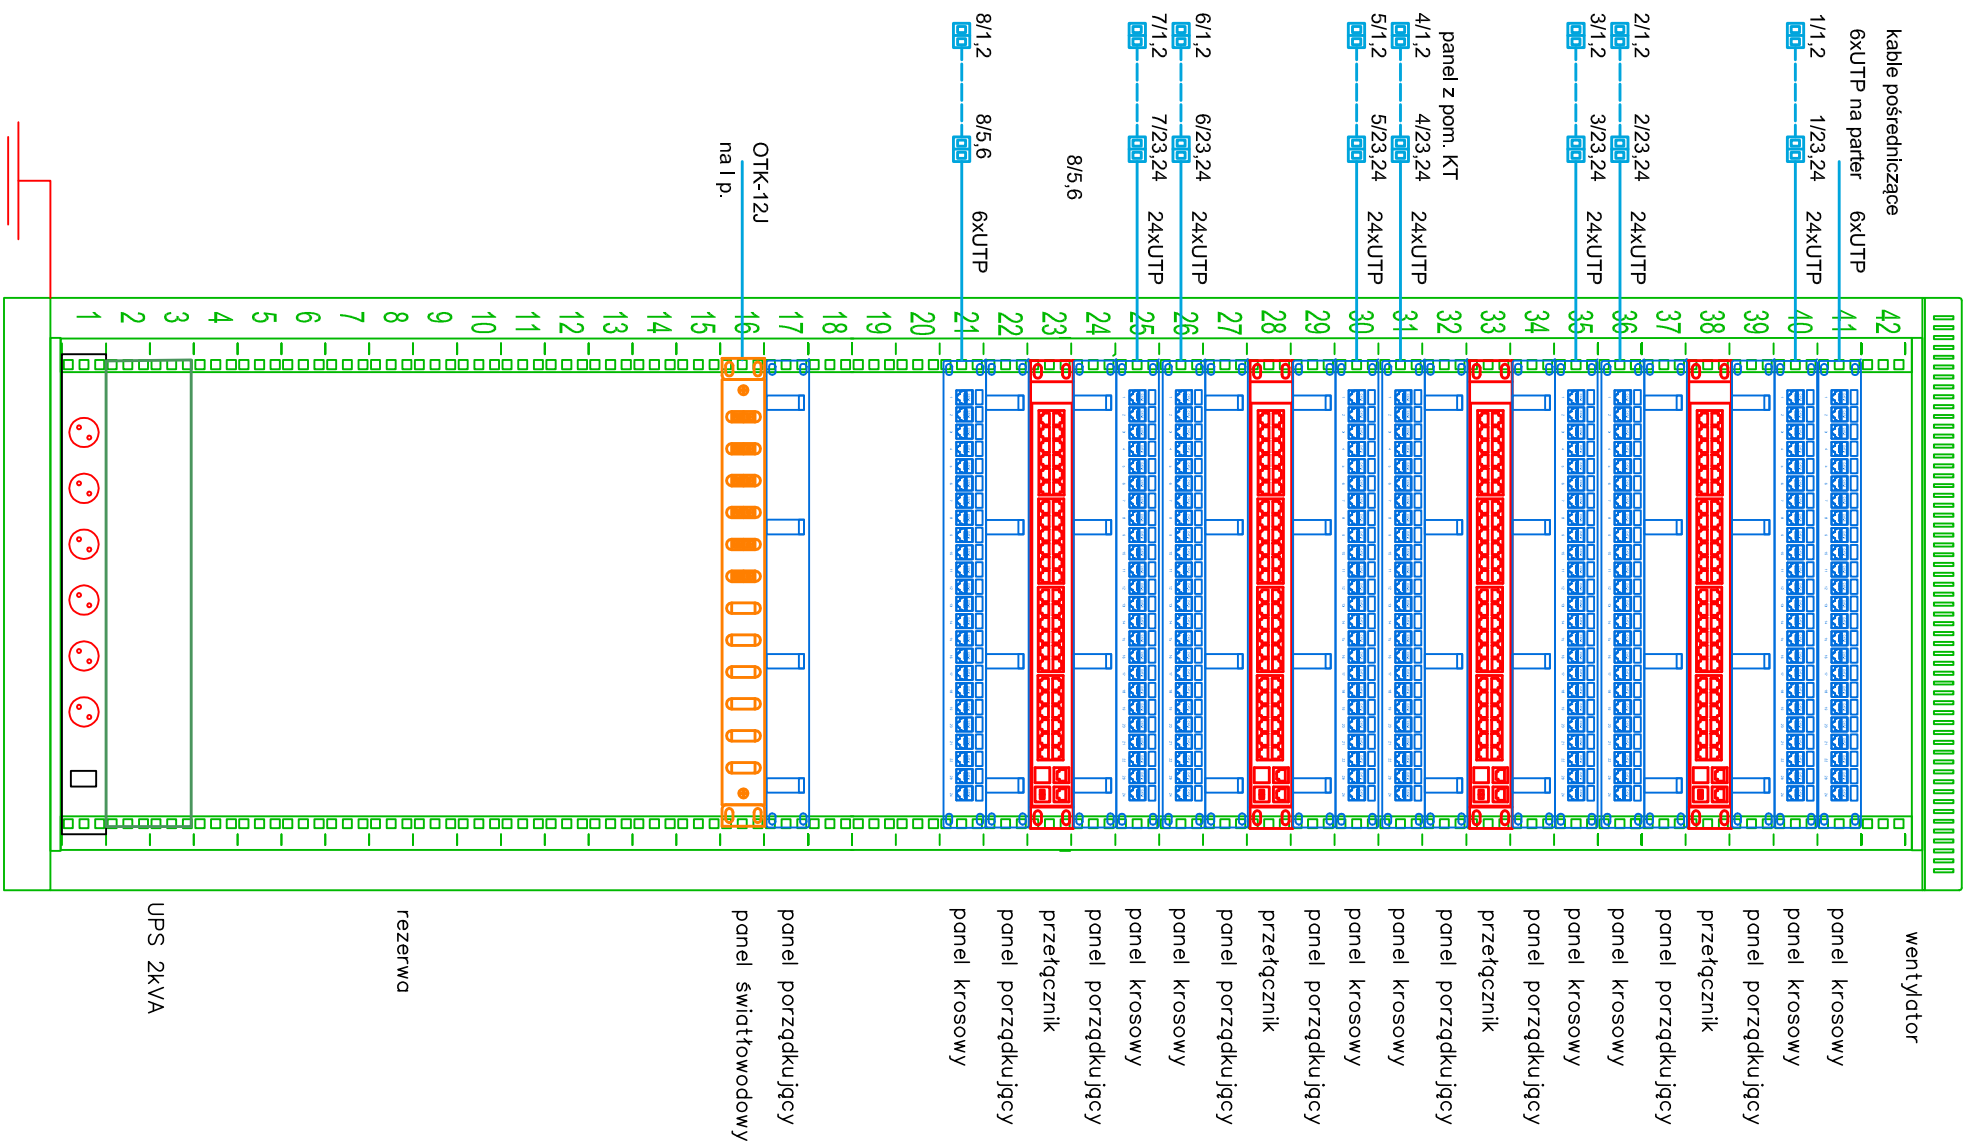 kable pośredniczące
6xUTP na parter
6xUTP
1/1,2
1/23,24
24xUTP
2/1,2
2/23,24
24xUTP
3/1,2
3/23,24
24xUTP
panel z pom. KT
4/1,2
4/23,24
24xUTP
5/1,2
5/23,24
24xUTP
6/1,2
6/23,24
24xUTP
7/1,2
7/23,24
24xUTP
8/5,6
8/1,2
8/5,6
6xUTP
OTK-12J
na I p.
42
41
40
39
38
37
36
35
34
33
32
31
30
29
28
27
26
25
24
23
22
21
20
19
18
17
16
15
14
13
12
11
10
9
8
7
6
5
4
3
2
1
wentylator
panel krosowy
panel krosowy
panel porządkujący
przełącznik
panel porządkujący
panel krosowy
panel krosowy
panel porządkujący
przełącznik
panel porządkujący
panel krosowy
panel krosowy
panel porządkujący
przełącznik
panel porządkujący
panel krosowy
panel krosowy
panel porządkujący
przełącznik
panel porządkujący
panel krosowy
panel porządkujący
panel światłowodowy
rezerwa
UPS 2kVA